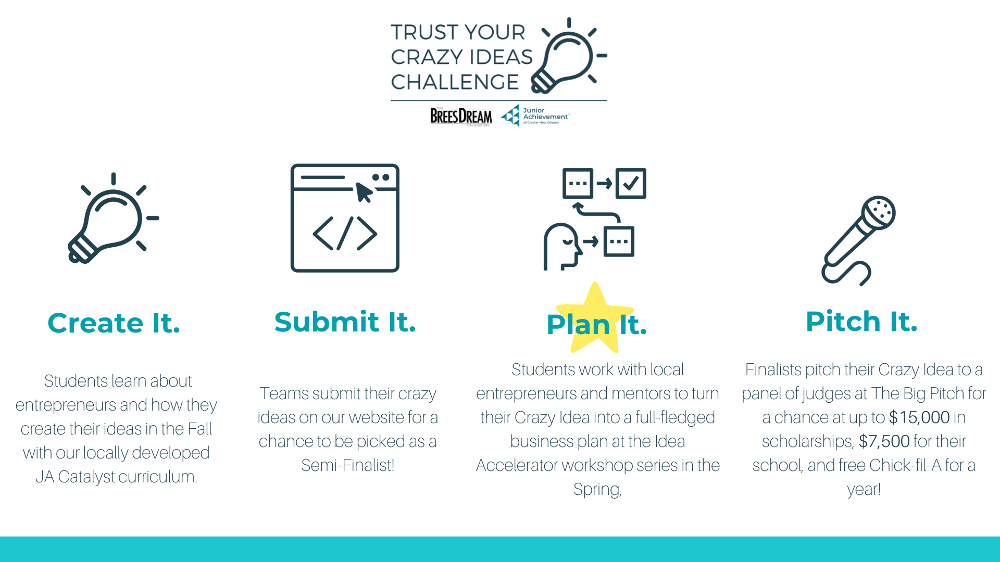 TRUST YOUR
CRAZY IDEAS
CHALLENGE
THE
BREES DREAM
FOUNDATION
Junior
Achievement™
of Greater New Orleans
</>
Create It.
Students learn about
entrepreneurs and how they
create their ideas in the Fall
with our locally developed
JA Catalyst curriculum.
Submit It.
Teams submit their crazy
ideas on our website for a
chance to be picked as a
Semi-Finalist!
Plan It.
Students work with local
entrepreneurs and mentors to turn
their Crazy Idea into a full-fledged
business plan at the Idea
Accelerator workshop series in the
Spring,
Pitch It.
Finalists pitch their Crazy Idea to a
panel of judges at The Big Pitch for
a chance at up to $15,000 in
scholarships, $7,500 for their
school, and free Chick-fil-A for a
year!